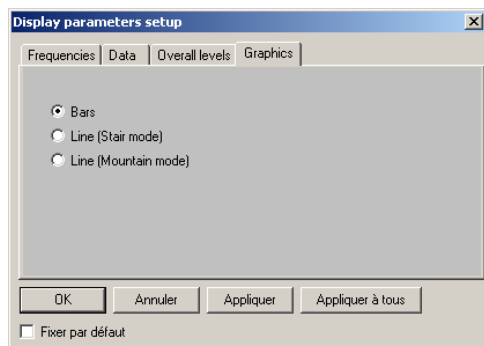 Display parameters setup
Frequencies Data Overall levels Graphics
Bars
Line (Stair mode)
Line (Mountain mode)
OK Annuler Appliquer Appliquer à tous
Fixer par défaut